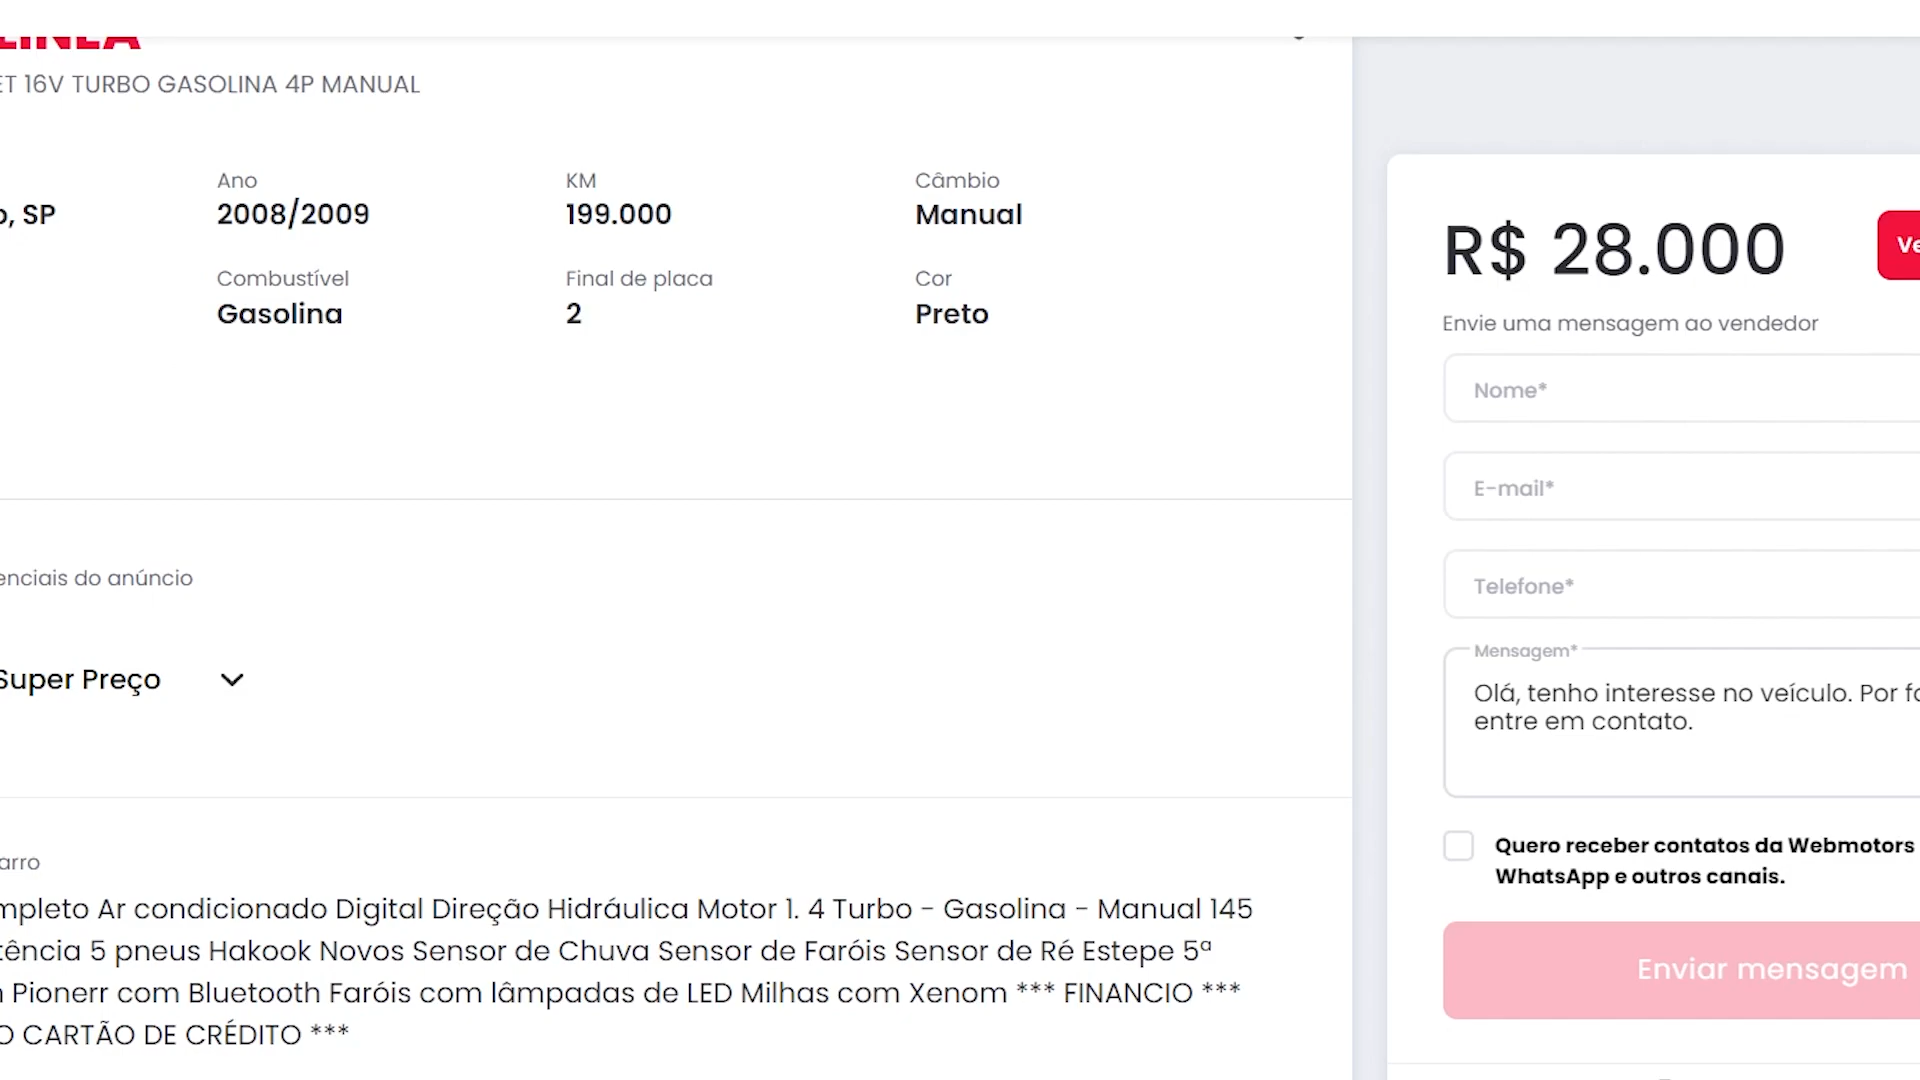 LINEA
ET 16V TURBO GASOLINA 4P MANUAL
o, SP
Ano
2008/2009
KM
199.000
Câmbio
Manual
Combustível
Gasolina
Final de placa
2
Cor
Preto
enciais do anúncio
Super Preço
arro
mpleto Ar condicionado Digital Direção Hidráulica Motor 1. 4 Turbo - Gasolina - Manual 145
tência 5 pneus Hakook Novos Sensor de Chuva Sensor de Faróis Sensor de Ré Estepe 5ª
Pionerr com Bluetooth Faróis com lâmpadas de LED Milhas com Xenom *** FINANCIO ***
O CARTÃO DE CRÉDITO ***
R$ 28.000
Ve
Envie uma mensagem ao vendedor
Nome*
E-mail*
Telefone*
Mensagem*
Olá, tenho interesse no veículo. Por fa
entre em contato.
Quero receber contatos da Webmotors
WhatsApp e outros canais.
Enviar mensagem